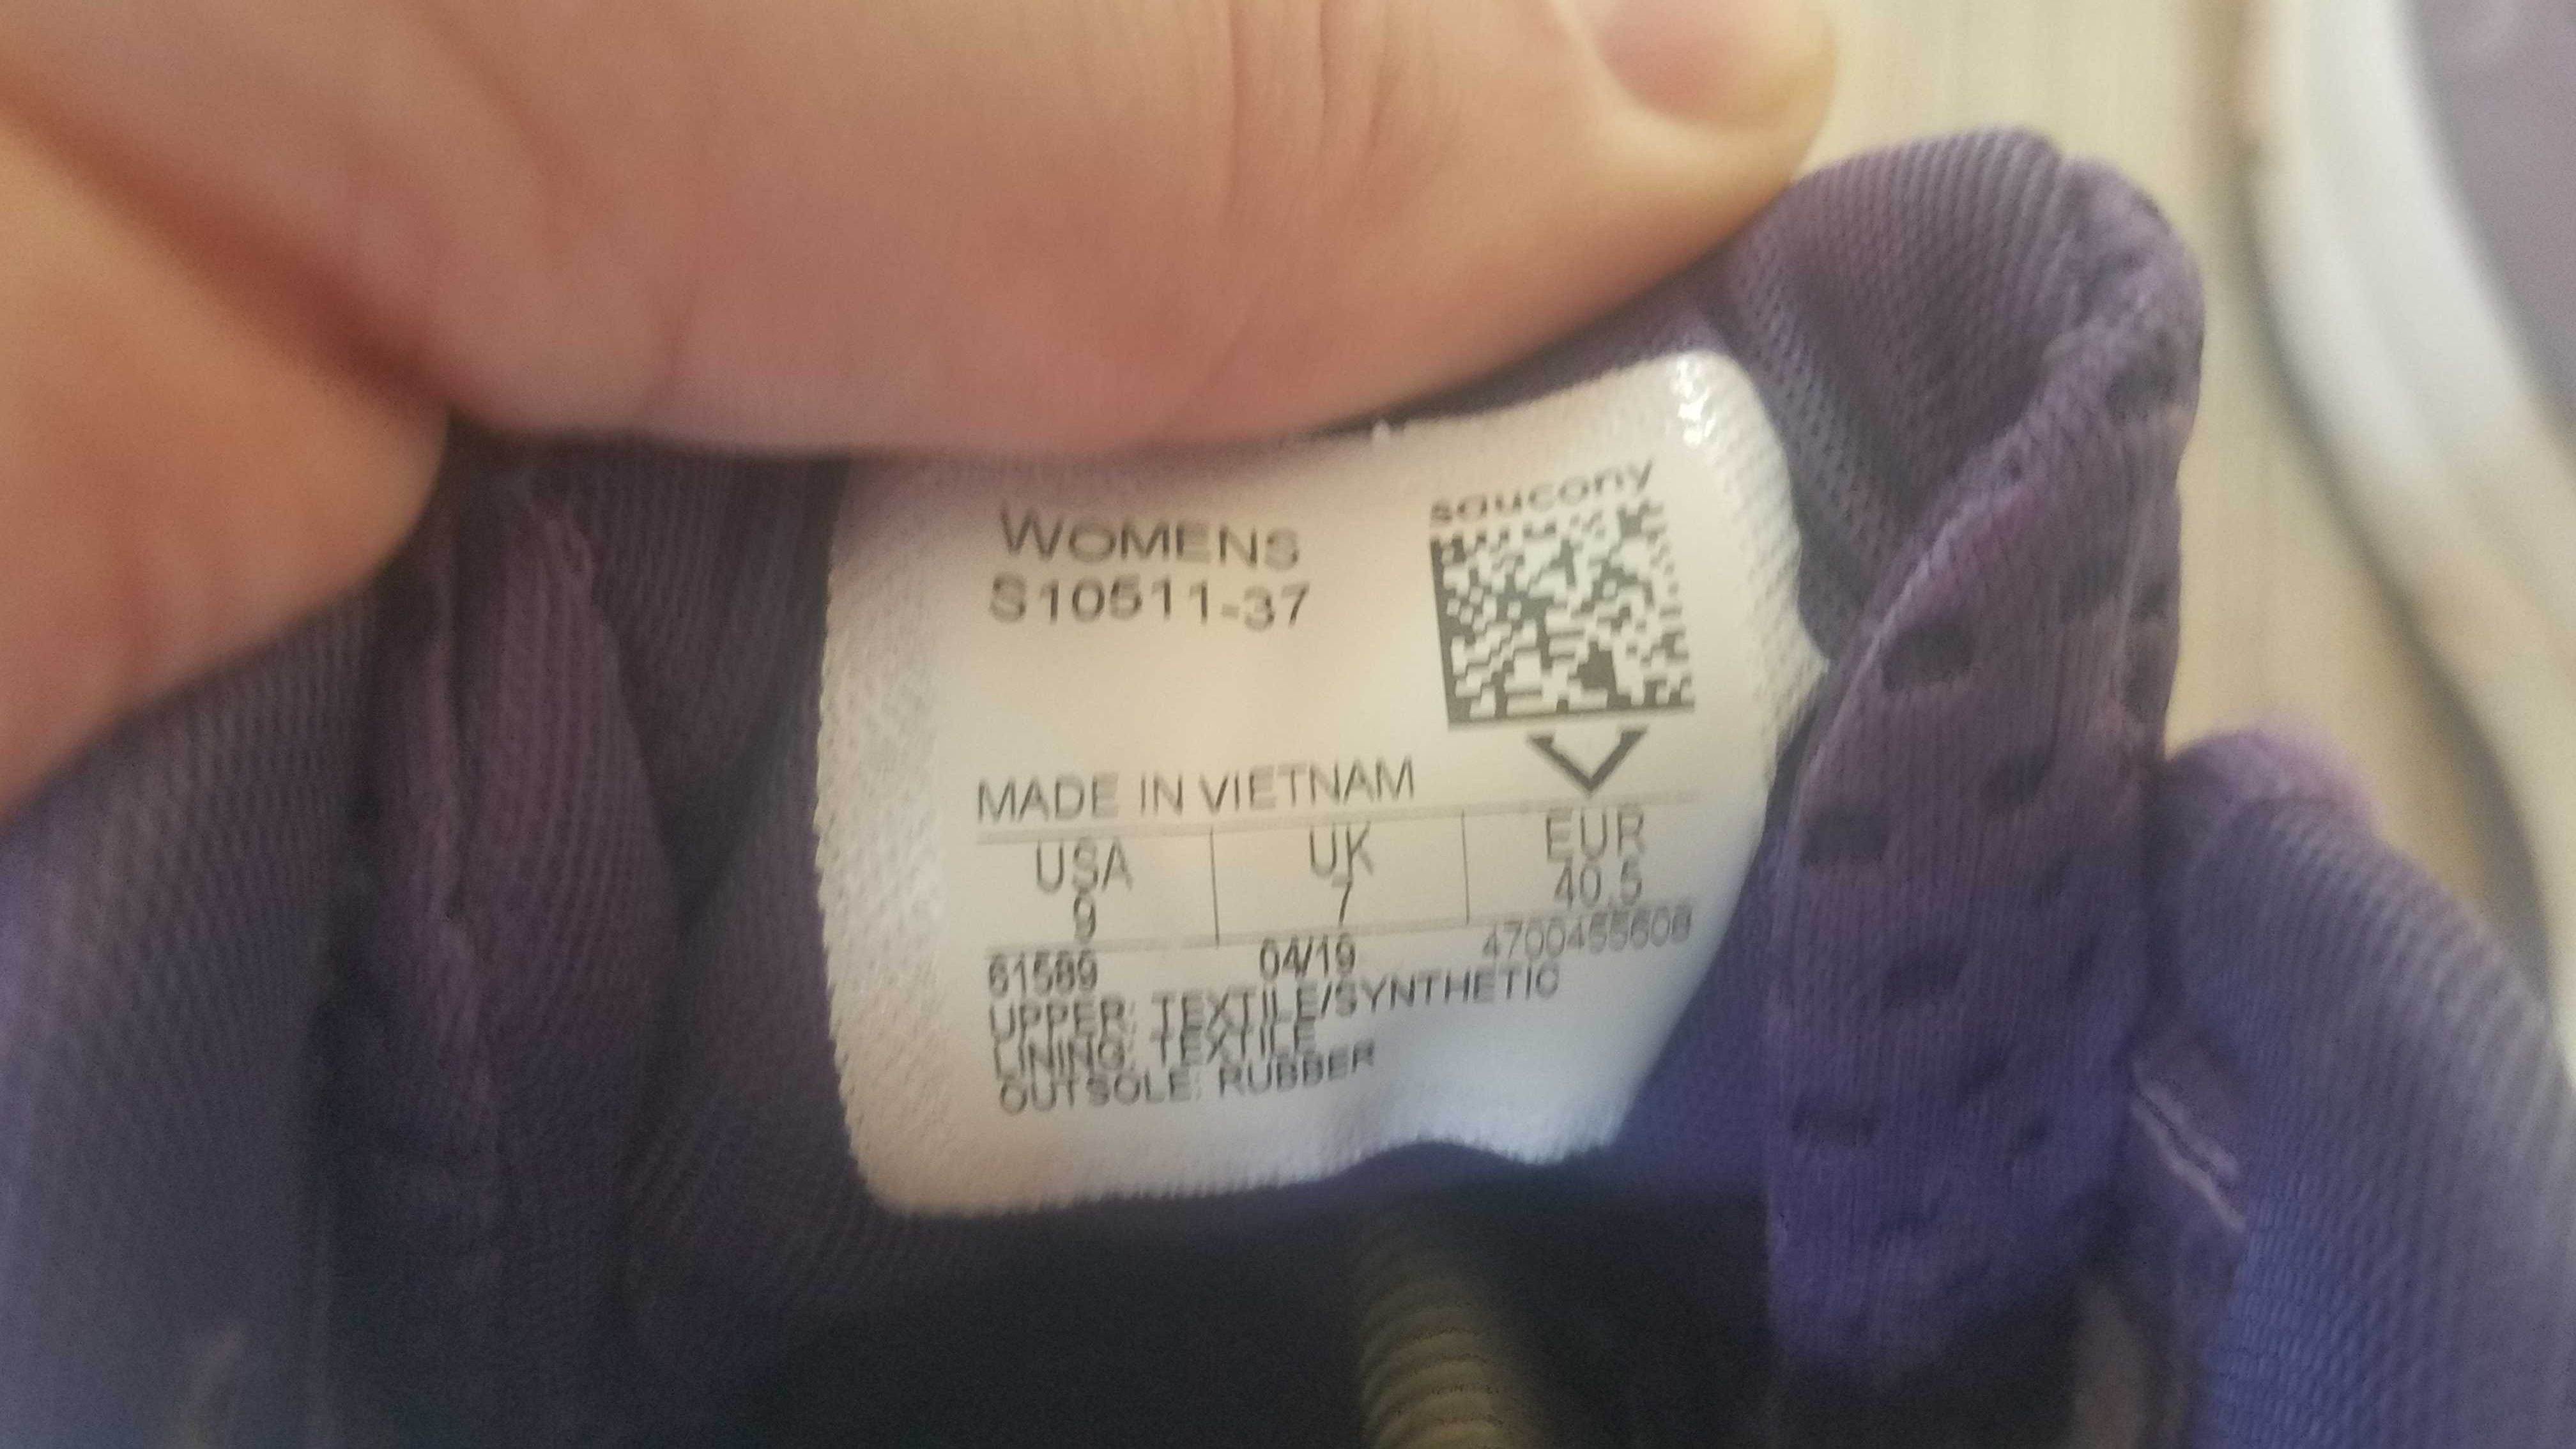 saucony
WOMENS
S10511-37
MADE IN VIETNAM
USA UK EUR
9 7 40.5
61589 04/19 4700455608
UPPER: TEXTILE/SYNTHETIC
LINING: TEXTILE
OUTSOLE: RUBBER